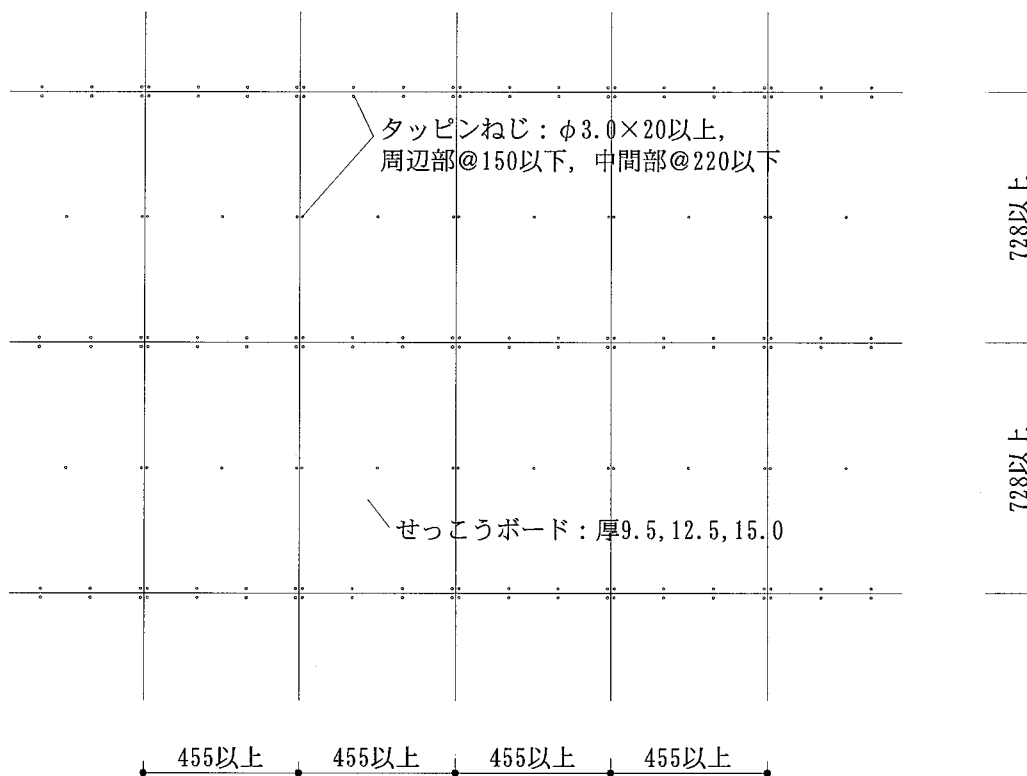 タッピンねじ：φ3.0×20以上,
周辺部@150以下, 中間部@220以下
728以上
728以上
せっこうボード：厚9.5,12.5,15.0
455以上
455以上
455以上
455以上